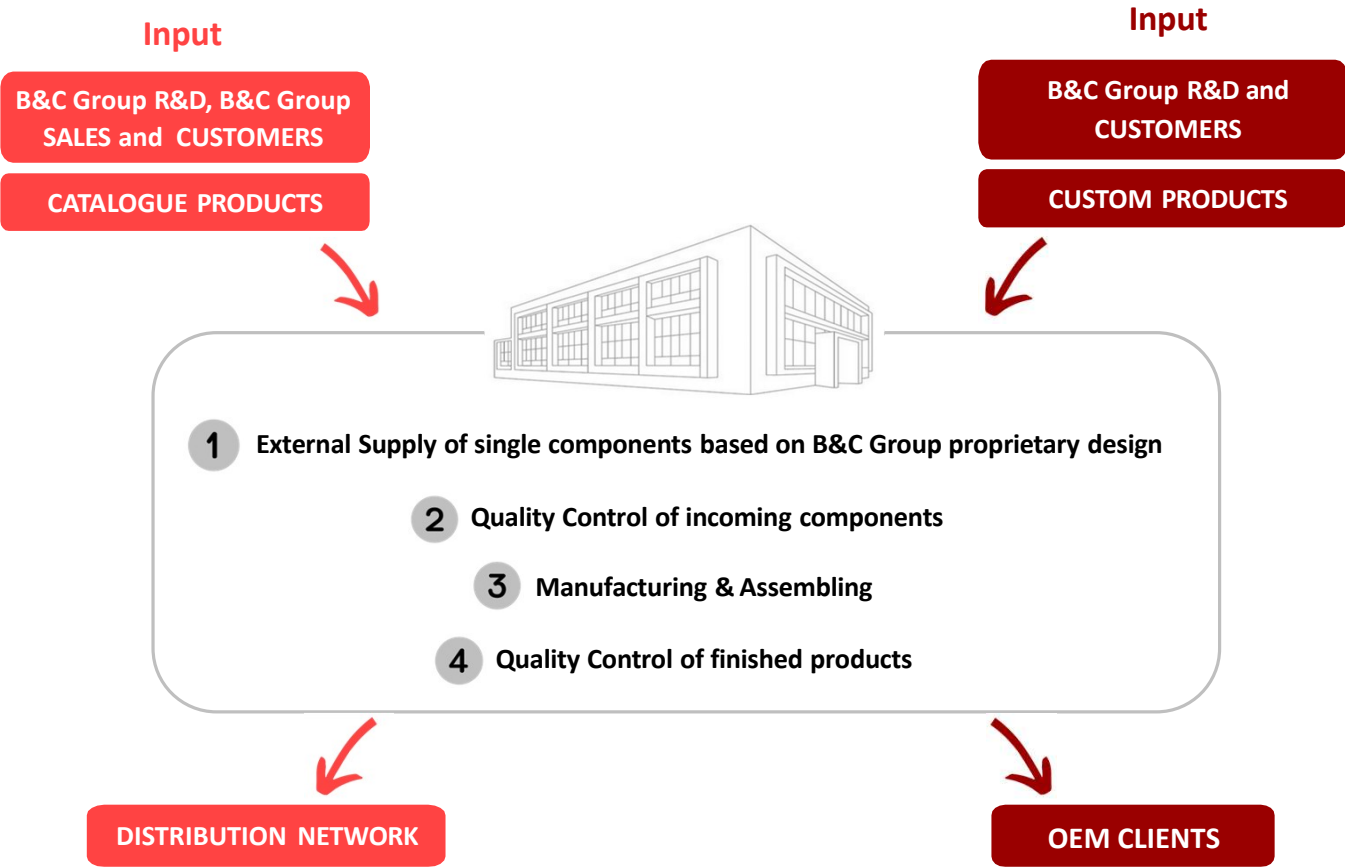 Input
B&C Group R&D, B&C Group
SALES and CUSTOMERS
CATALOGUE PRODUCTS
Input
B&C Group R&D and
CUSTOMERS
CUSTOM PRODUCTS
1 External Supply of single components based on B&C Group proprietary design
2 Quality Control of incoming components
3 Manufacturing & Assembling
4 Quality Control of finished products
DISTRIBUTION NETWORK
OEM CLIENTS